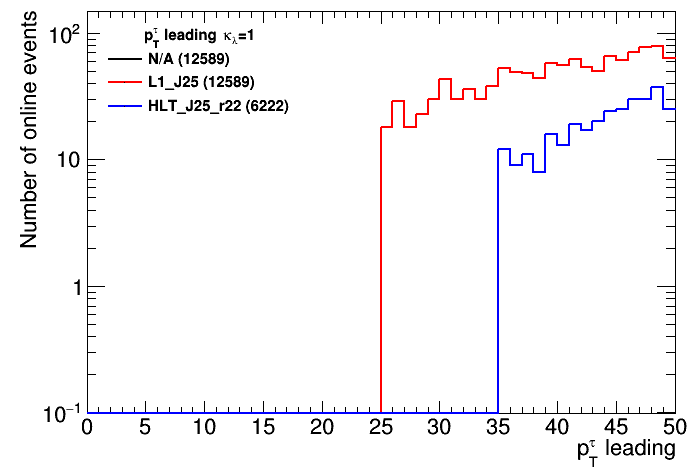 Number of online events
10²
10
1
10⁻¹
p_T^τ leading κ_λ=1
N/A (12589)
L1_J25 (12589)
HLT_J25_r22 (6222)
0 5 10 15 20 25 30 35 40 45 50
p_T^τ leading